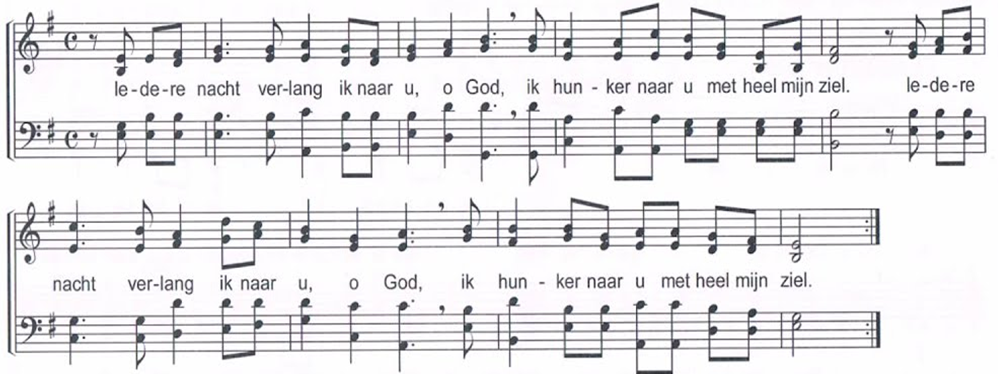 Ie-de-re nacht ver-lang ik naar u, o God, ik hun - ker naar u met heel mijn ziel. Ie-de-re
nacht ver-lang ik naar u, o God, ik hun - ker naar u met heel mijn ziel.